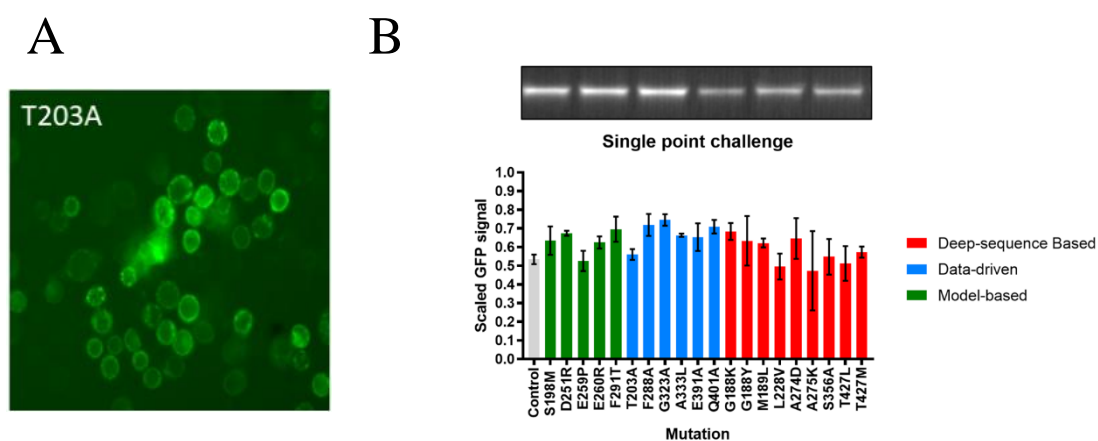 A
B
T203A
Single point challenge
1.0
0.9
0.8
0.7
0.6
0.5
0.4
0.3
0.2
0.1
0.0
Scaled GFP signal
Control
S198M
D251R
E259P
E260R
F291T
T203A
F288A
G323A
A333L
E391A
Q401A
G188K
G188Y
M189L
L228V
A274D
A275K
S356A
T427L
T427M
Mutation
Deep-sequence Based
Data-driven
Model-based